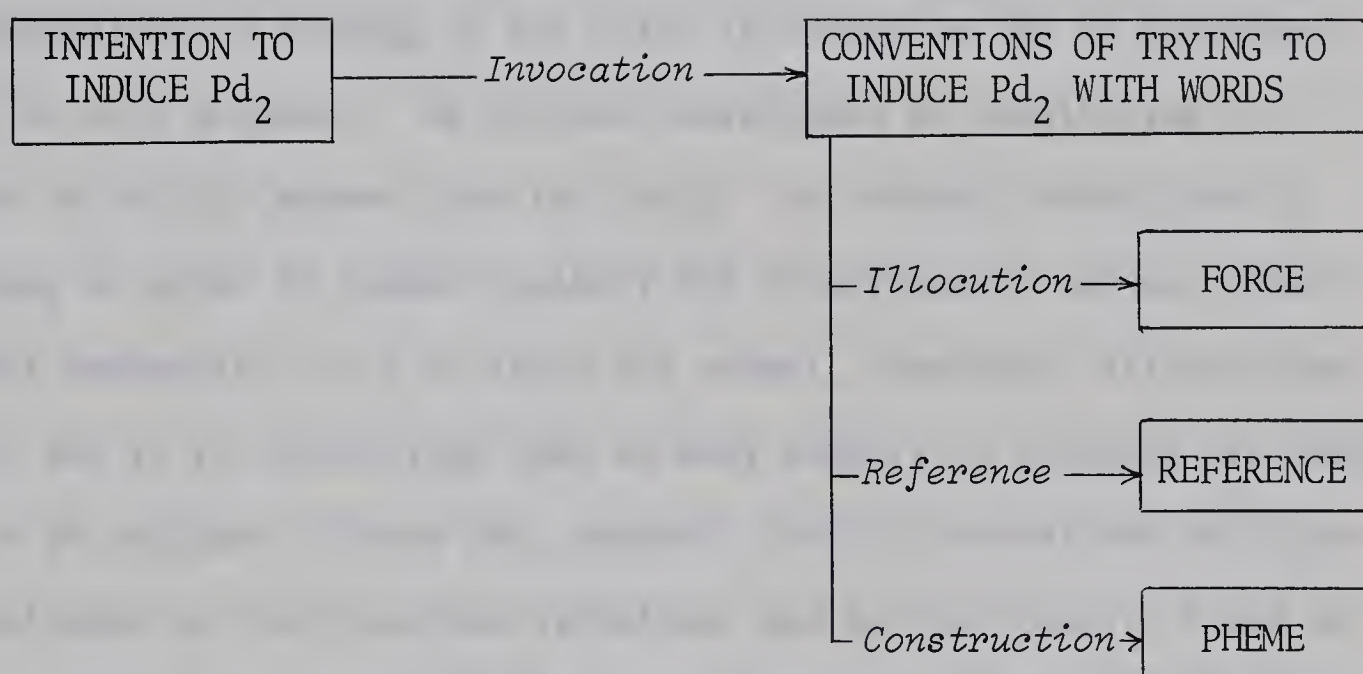 INTENTION TO
INDUCE Pd₂
Invocation
CONVENTIONS OF TRYING TO
INDUCE Pd₂ WITH WORDS
Illocution
FORCE
Reference
REFERENCE
Construction
PHEME